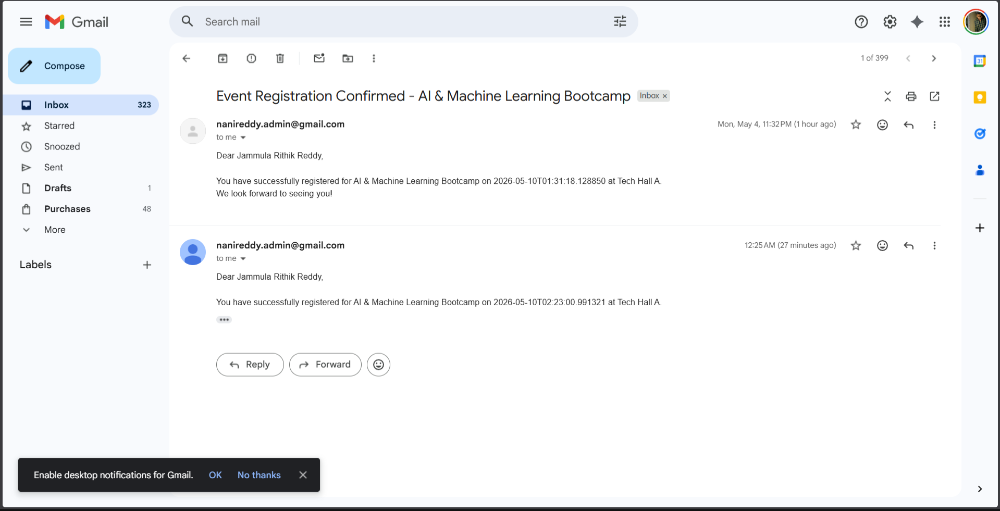 Gmail
Search mail
Compose
1 of 399
Inbox 323
Starred
Snoozed
Sent
Drafts 1
Purchases 48
More
Labels
Event Registration Confirmed - AI & Machine Learning Bootcamp Inbox ×
nanireddy.admin@gmail.com Mon, May 4, 11:32 PM (1 hour ago)
to me
Dear Jammula Rithik Reddy,
You have successfully registered for AI & Machine Learning Bootcamp on 2026-05-10T01:31:18.128850 at Tech Hall A.
We look forward to seeing you!
nanireddy.admin@gmail.com 12:25 AM (27 minutes ago)
to me
Dear Jammula Rithik Reddy,
You have successfully registered for AI & Machine Learning Bootcamp on 2026-05-10T02:23:00.991321 at Tech Hall A.
Reply Forward
Enable desktop notifications for Gmail. OK No thanks
31